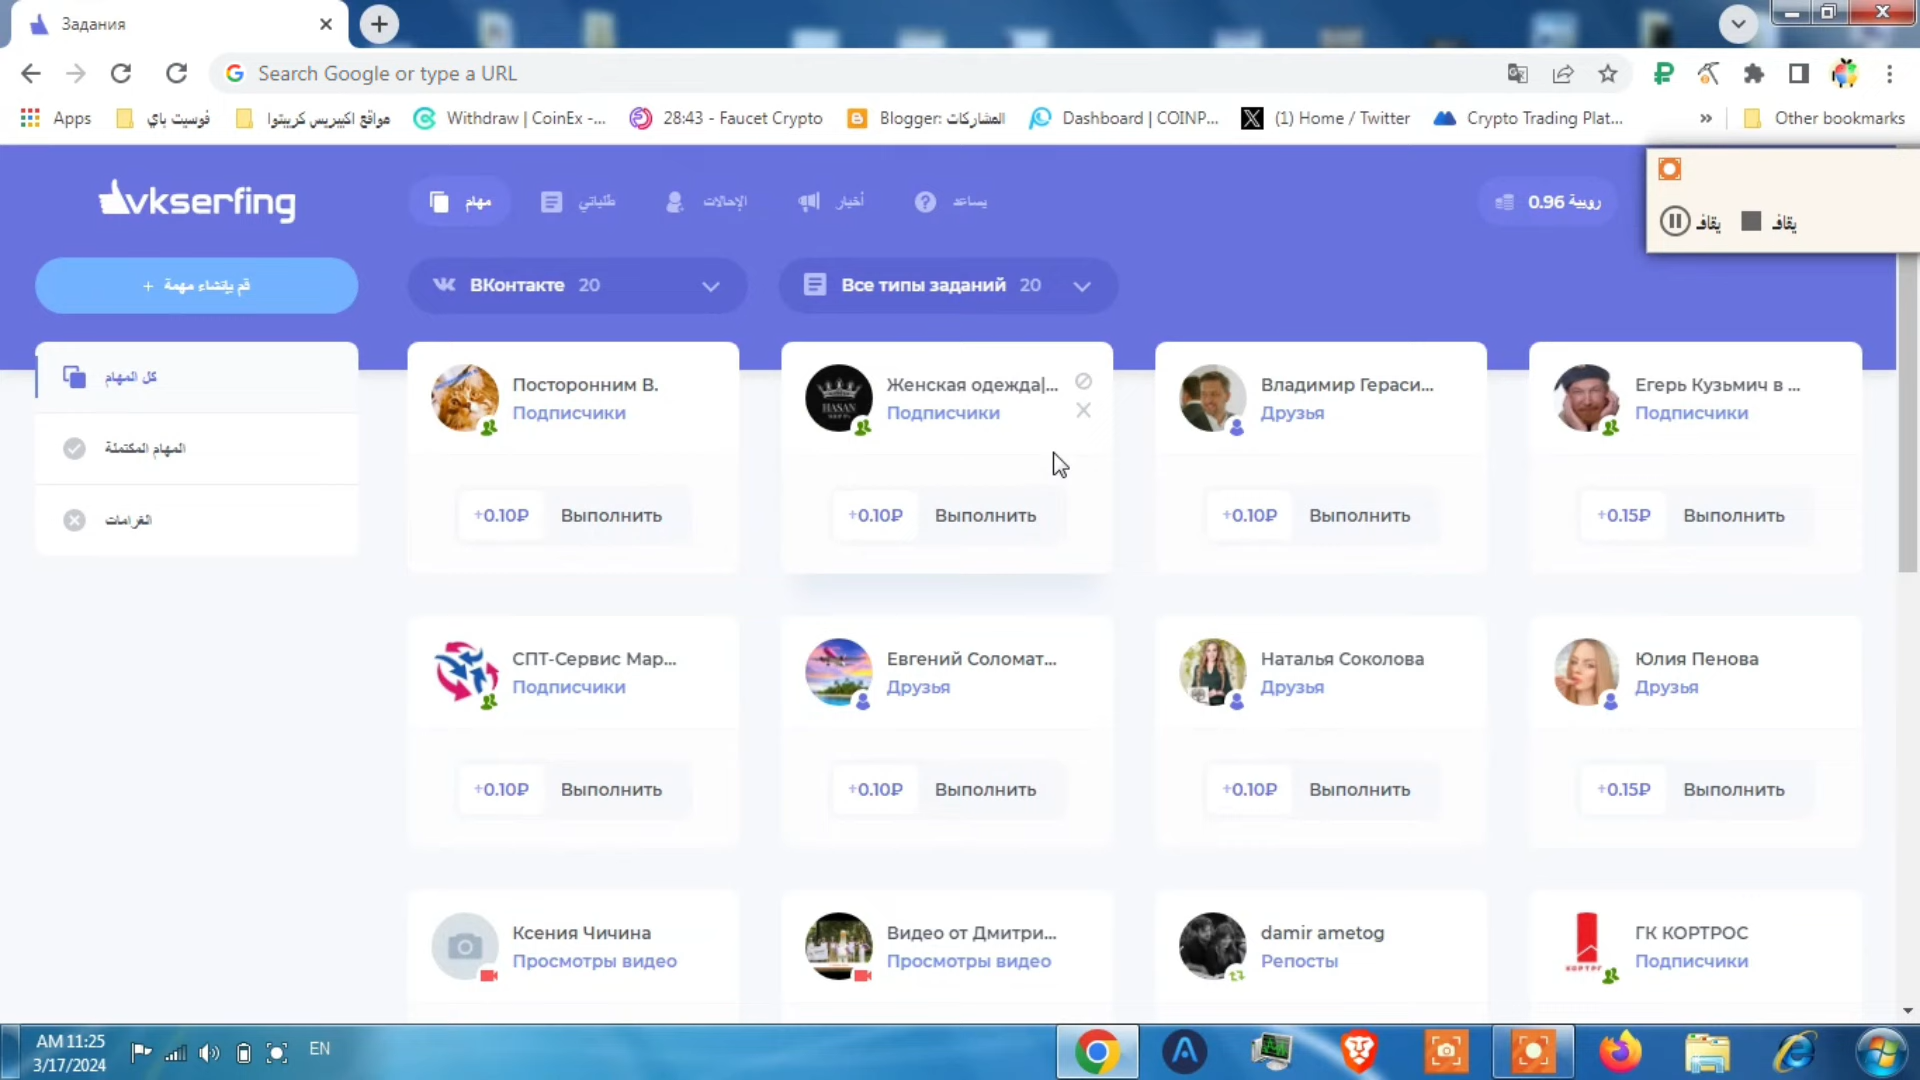 Задания
Search Google or type a URL
Apps
فوسيت باي
مواقع اكبيريس كريبتوا
Withdraw | CoinEx -...
28:43 - Faucet Crypto
Blogger: المشاركات
Dashboard | COINP...
(1) Home / Twitter
Crypto Trading Plat...
»
Other bookmarks
vkserfing
مهام
طلباتي
الإحالات
أخبار
يساعد
0.96 روبية
يقاف
يقاف
قم بإنشاء مهمة +
ВКонтакте 20
Все типы заданий 20
كل المهام
المهام المكتملة
الغرامات
Посторонним В.
Подписчики
+0.10₽ Выполнить
Женская одежда|...
Подписчики
+0.10₽ Выполнить
Владимир Гераси...
Друзья
+0.10₽ Выполнить
Егерь Кузьмич в ...
Подписчики
+0.15₽ Выполнить
СПТ-Сервис Мар...
Подписчики
+0.10₽ Выполнить
Евгений Соломат...
Друзья
+0.10₽ Выполнить
Наталья Соколова
Друзья
+0.10₽ Выполнить
Юлия Пенова
Друзья
+0.15₽ Выполнить
Ксения Чичина
Просмотры видео
Видео от Дмитри...
Просмотры видео
damir ametog
Репосты
ГК КОРТРОС
Подписчики
HASAN
AM 11:25
3/17/2024
EN